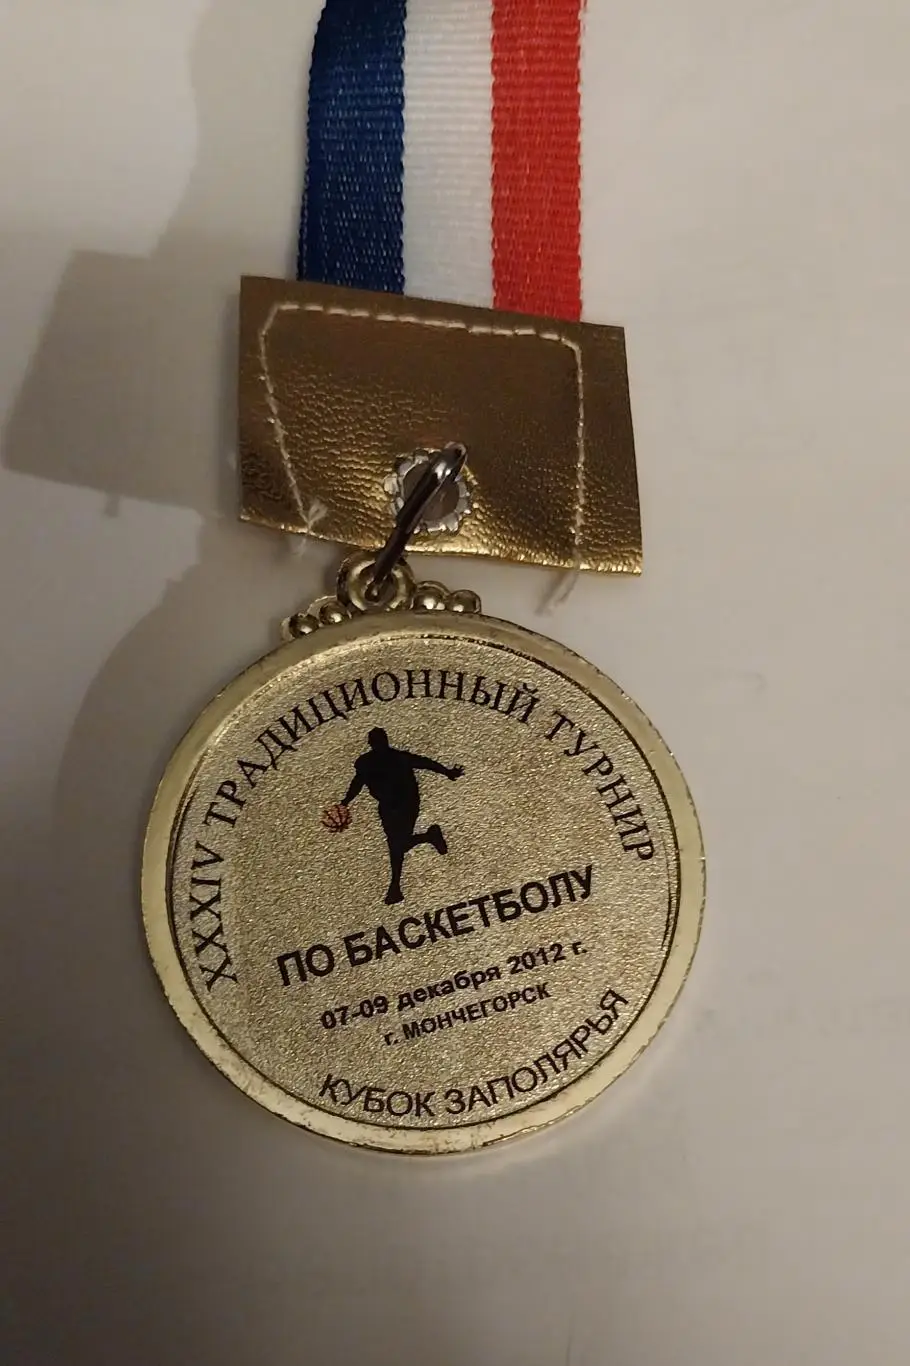 XXXIV ТРАДИЦИОННЫЙ ТУРНИР
ПО БАСКЕТБОЛУ
07-09 декабря 2012 г.
г. МОНЧЕГОРСК
КУБОК ЗАПОЛЯРЬЯ